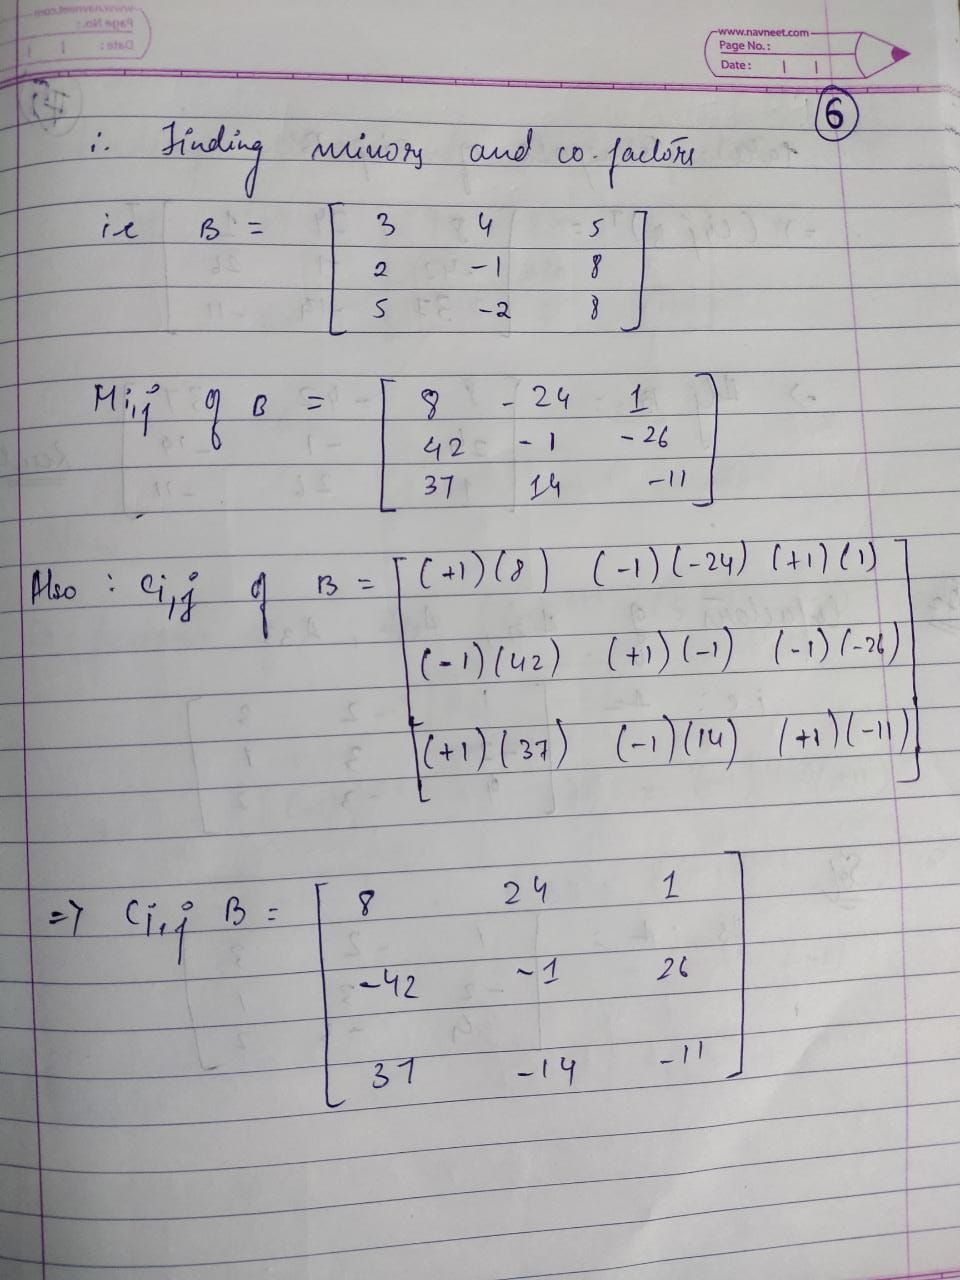 www.navneet.com
Page No.:
Date:
6
i. Finding minors and co-factors
ie B = [ 3 4 5
2 -1 8
5 -2 8 ]
Mi,j of B = [ 8 -24 1
42 -1 -26
37 14 -11 ]
Also : Ci,j of B = [ (+1)(8) (-1)(-24) (+1)(1)
(-1)(42) (+1)(-1) (-1)(-26)
(+1)(37) (-1)(14) (+1)(-11) ]
=> Ci,j B = [ 8 24 1
-42 -1 26
37 -14 -11 ]